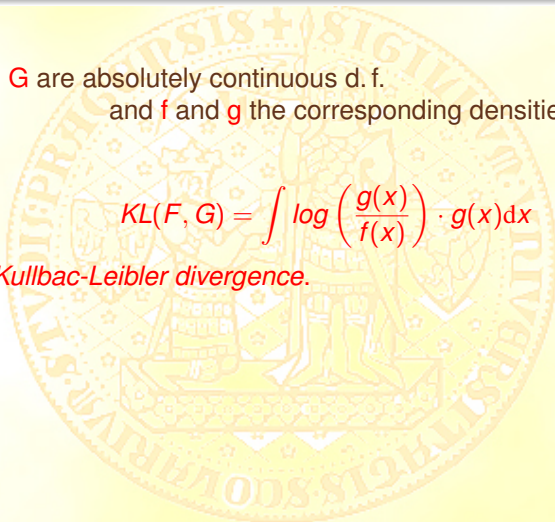 G are absolutely continuous d. f.
and f and g the corresponding densitie
KL(F, G) = ∫ log ( g(x) / f(x) ) · g(x)dx
Kullbac-Leibler divergence.